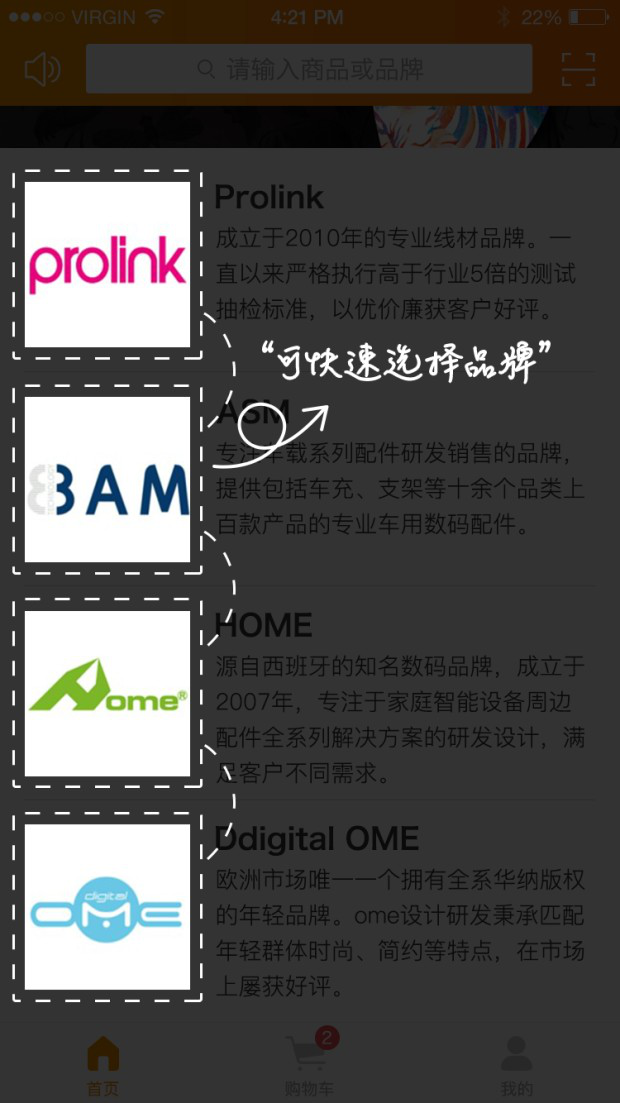 VIRGIN
4:21 PM
22%
请输入商品或品牌
prolink
Prolink
成立于2010年的专业线材品牌。一
直以来严格执行高于行业5倍的测试
抽检标准，以优价廉获客户好评。
“可快速选择品牌”
BAM
TECHNOLOGY
ASM
专注车载系列配件研发销售的品牌，
提供包括车充、支架等十余个品类上
百款产品的专业车用数码配件。
ome®
HOME
源自西班牙的知名数码品牌，成立于
2007年，专注于家庭智能设备周边
配件全系列解决方案的研发设计，满
足客户不同需求。
digital
OME
Ddigital OME
欧洲市场唯一一个拥有全系华纳版权
的年轻品牌。ome设计研发秉承匹配
年轻群体时尚、简约等特点，在市场
上屡获好评。
首页
2
购物车
我的